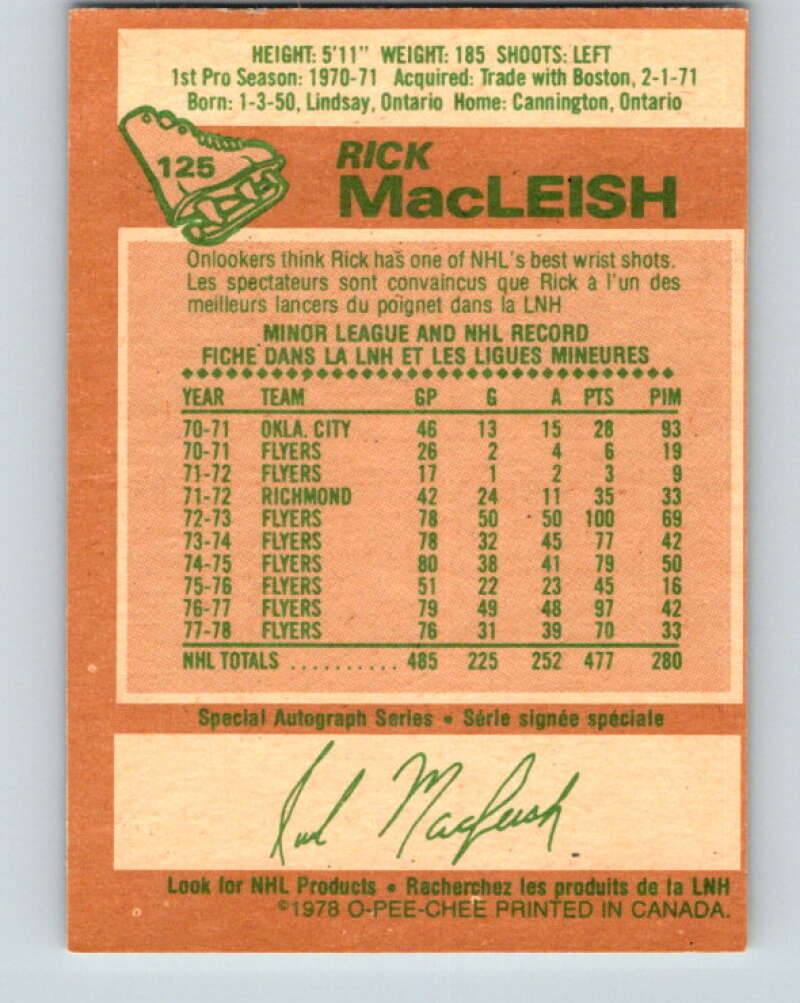 HEIGHT: 5'11" WEIGHT: 185 SHOOTS: LEFT
1st Pro Season: 1970-71 Acquired: Trade with Boston, 2-1-71
Born: 1-3-50, Lindsay, Ontario Home: Cannington, Ontario
125
RICK
MacLEISH
Onlookers think Rick has one of NHL's best wrist shots.
Les spectateurs sont convaincus que Rick a l'un des
meilleurs lancers du poignet dans la LNH
MINOR LEAGUE AND NHL RECORD
FICHE DANS LA LNH ET LES LIGUES MINEURES
YEAR TEAM GP G A PTS PIM
70-71 OKLA. CITY 46 13 15 28 93
70-71 FLYERS 26 2 4 6 19
71-72 FLYERS 17 1 2 3 9
71-72 RICHMOND 42 24 11 35 33
72-73 FLYERS 78 50 50 100 69
73-74 FLYERS 78 32 45 77 42
74-75 FLYERS 80 38 41 79 50
75-76 FLYERS 51 22 23 45 16
76-77 FLYERS 79 49 48 97 42
77-78 FLYERS 76 31 39 70 33
NHL TOTALS .......... 485 225 252 477 280
Special Autograph Series • Série signée spéciale
Rick MacLeish
Look for NHL Products • Recherchez les produits de la LNH
©1978 O-PEE-CHEE PRINTED IN CANADA.